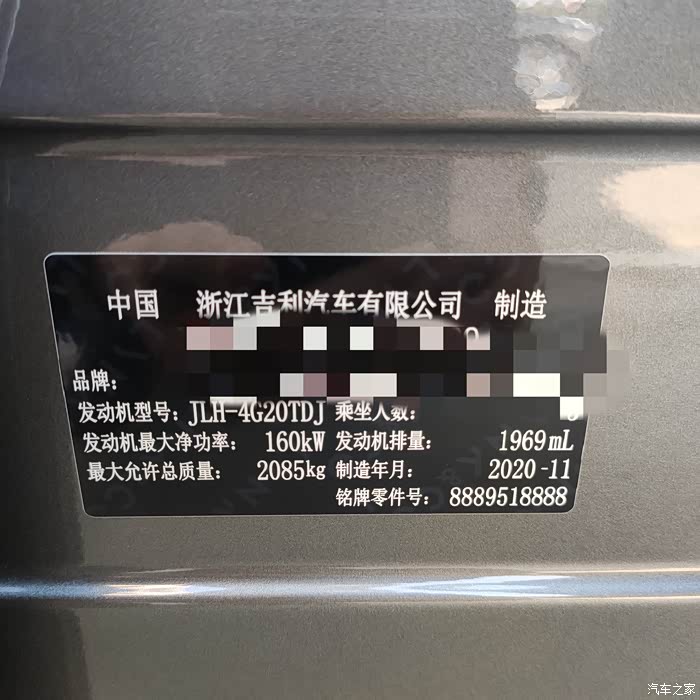 中国 浙江吉利汽车有限公司 制造
品牌：
发动机型号：JLH-4G20TDJ 乘坐人数：
发动机最大净功率： 160kW 发动机排量： 1969mL
最大允许总质量： 2085kg 制造年月： 2020-11
铭牌零件号： 8889518888
汽车之家